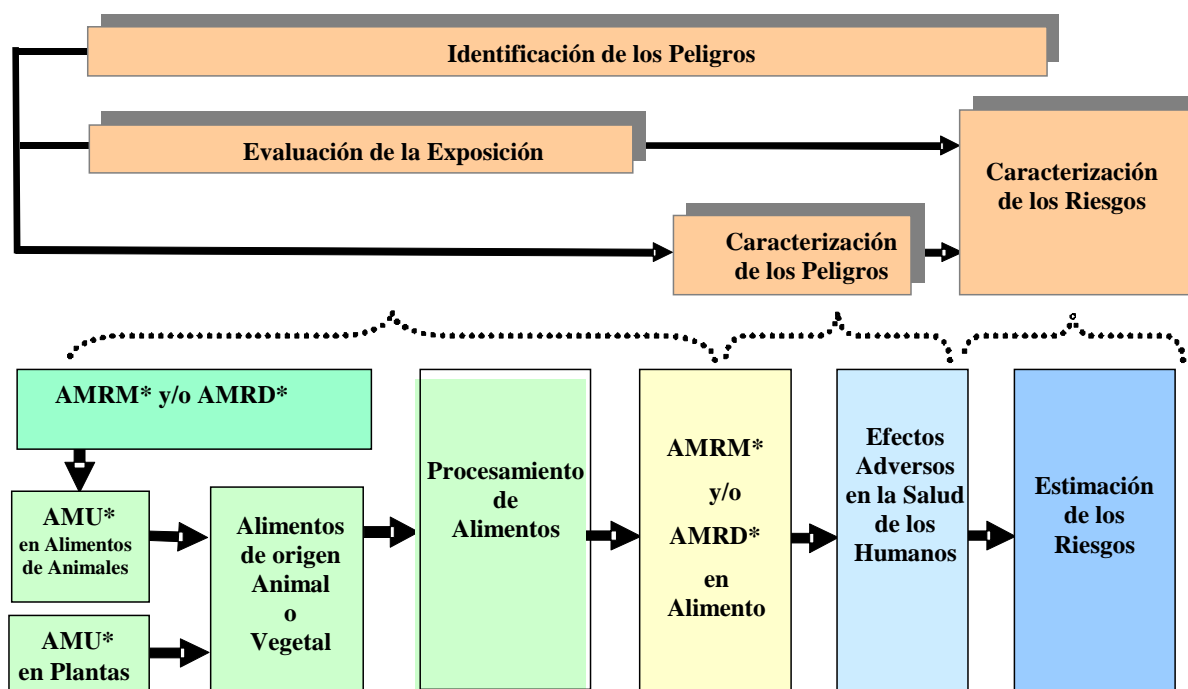 Identificación de los Peligros
Evaluación de la Exposición
Caracterización
de los Riesgos
Caracterización
de los Peligros
AMRM* y/o AMRD*
AMU*
en Alimentos
de Animales
AMU*
en Plantas
Alimentos
de origen
Animal
o
Vegetal
Procesamiento
de
Alimentos
AMRM*
y/o
AMRD*
en
Alimento
Efectos
Adversos
en la Salud
de los
Humanos
Estimación
de los
Riesgos